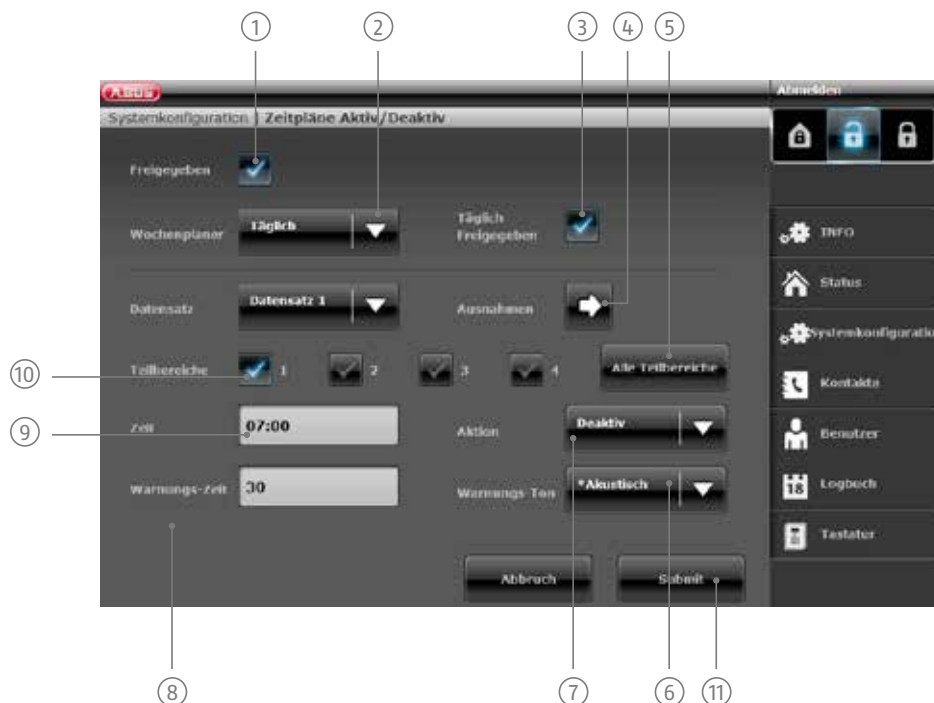 1 2 3 4 5
ABUS
Abmelden
Systemkonfiguration | Zeitpläne Aktiv/Deaktiv
Freigegeben
Wochenplaner Täglich Täglich Freigegeben
INFO
Datensatz Datensatz 1 Ausnahmen
Status
Systemkonfiguratio
10 Teilbereiche 1 2 3 4 Alle Teilbereiche
Kontakte
9 Zeit 07:00 Aktion Deaktiv
Benutzer
Warnungs-Zeit 30 Warnungs-Ton *Akustisch
18 Logbuch
Tastatur
Abbruch Submit
8 7 6 11